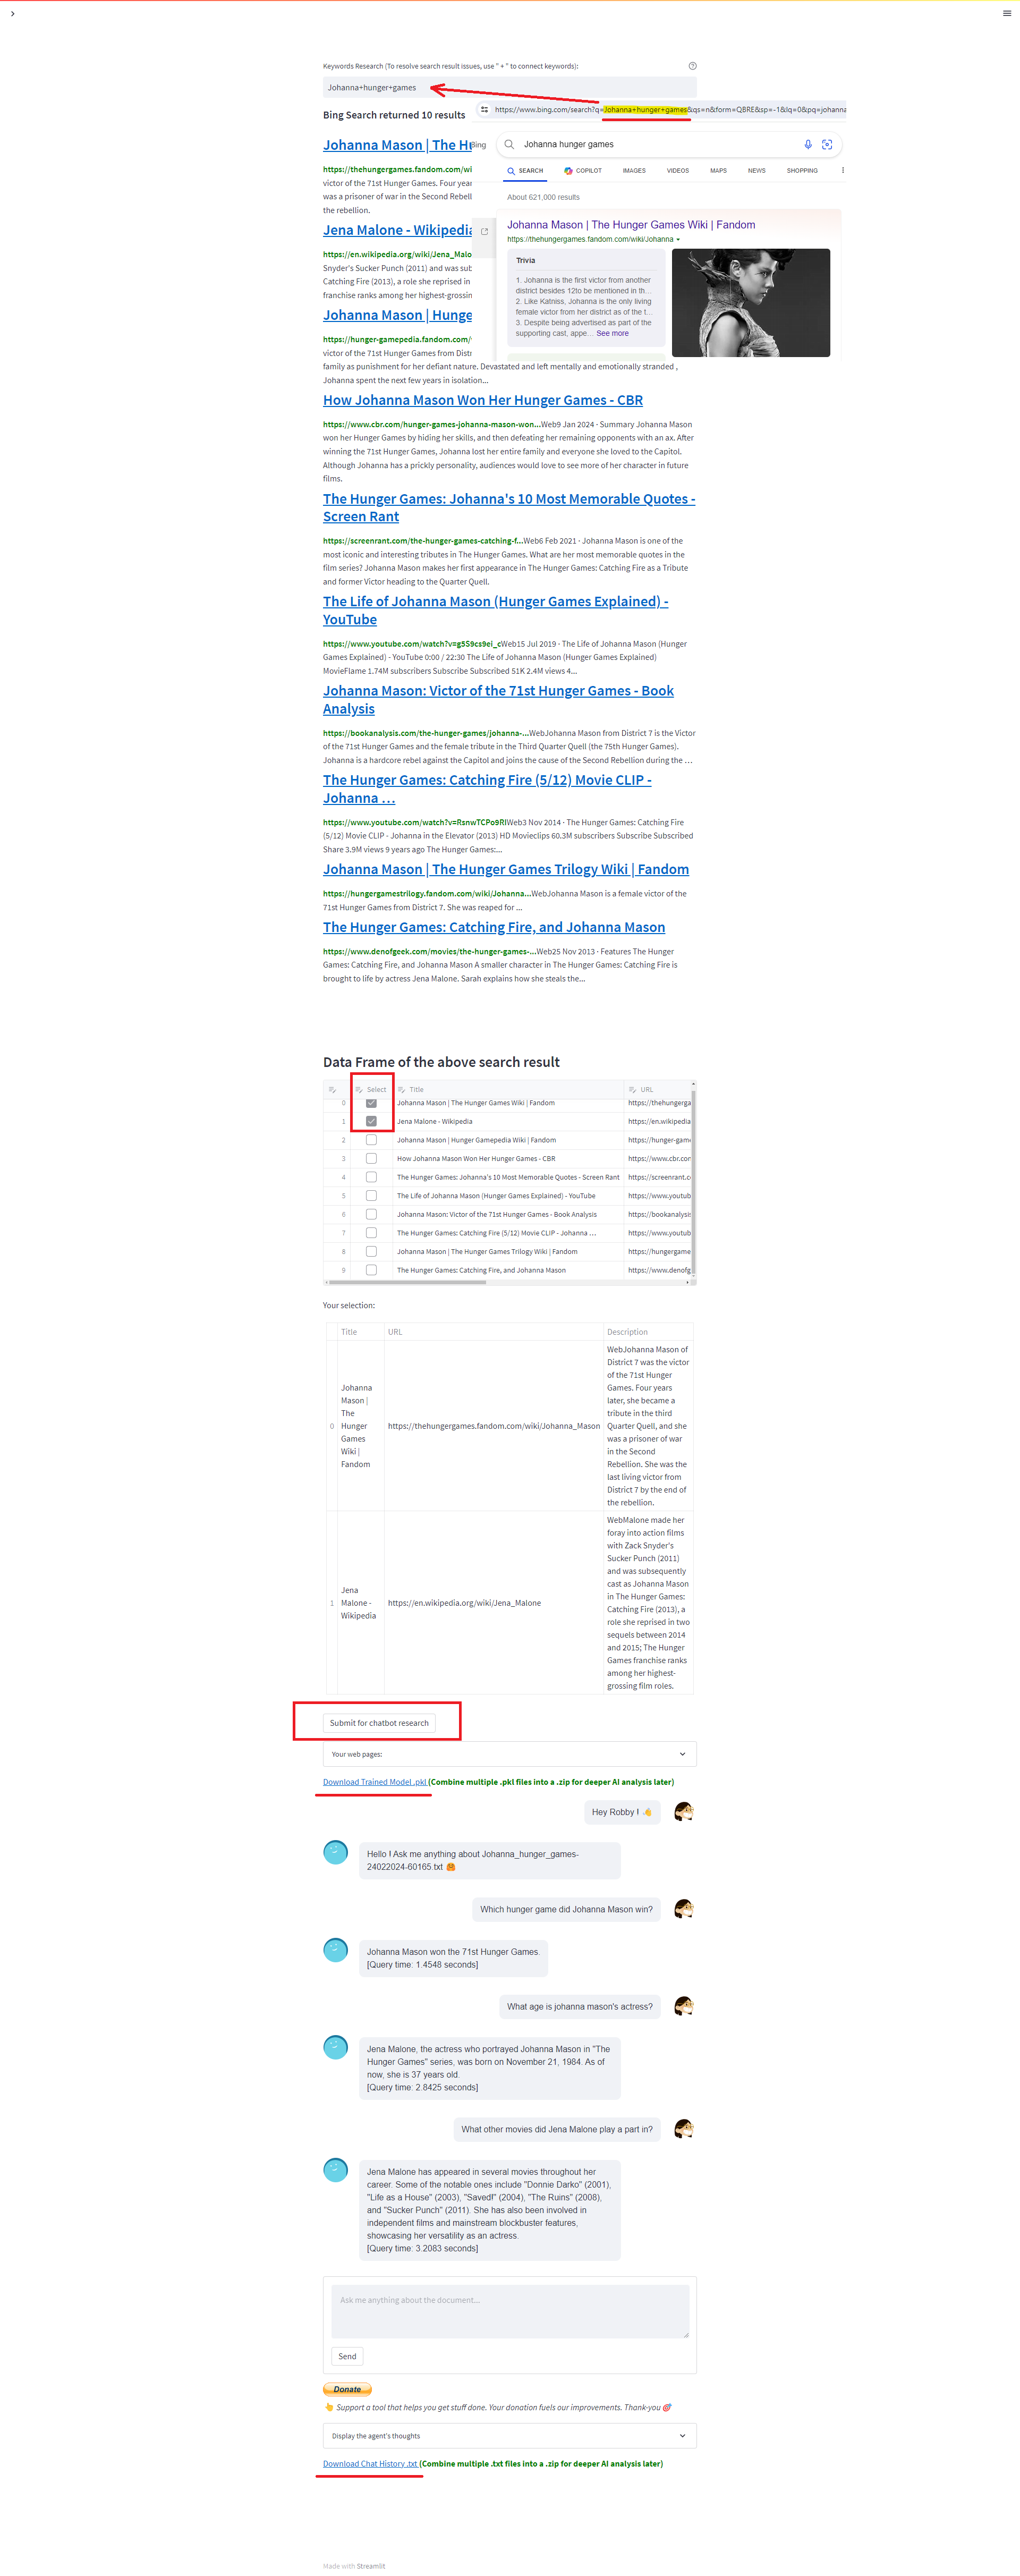 Keywords Research (To resolve search result issues, use " + " to connect keywords):
Johanna+hunger+games
https://www.bing.com/search?q=Johanna+hunger+games&qs=n&form=QBRE&sp=-1&lq=0&pq=johanna
Bing Search returned 10 results
Bing
Johanna hunger games
SEARCH COPILOT IMAGES VIDEOS MAPS NEWS SHOPPING
About 621,000 results
Johanna Mason | The Hunger Games Wiki | Fandom
https://thehungergames.fandom.com/wiki/Johanna
Trivia
1. Johanna is the first victor from another
district besides 12to be mentioned in th...
2. Like Katniss, Johanna is the only living
female victor from her district as of the t...
3. Despite being advertised as part of the
supporting cast, appe... See more
Johanna Mason | The H
https://thehungergames.fandom.com/wi
victor of the 71st Hunger Games. Four year
was a prisoner of war in the Second Rebell
the rebellion.
Jena Malone - Wikipedia
https://en.wikipedia.org/wiki/Jena_Malo
Snyder's Sucker Punch (2011) and was sub
Catching Fire (2013), a role she reprised in
franchise ranks among her highest-grossin
Johanna Mason | Hunge
https://hunger-gamepedia.fandom.com/
victor of the 71st Hunger Games from Distr
family as punishment for her defiant nature. Devastated and left mentally and emotionally stranded ,
Johanna spent the next few years in isolation...
How Johanna Mason Won Her Hunger Games - CBR
https://www.cbr.com/hunger-games-johanna-mason-won...Web9 Jan 2024 · Summary Johanna Mason
won her Hunger Games by hiding her skills, and then defeating her remaining opponents with an ax. After
winning the 71st Hunger Games, Johanna lost her entire family and everyone she loved to the Capitol.
Although Johanna has a prickly personality, audiences would love to see more of her character in future
films.
The Hunger Games: Johanna's 10 Most Memorable Quotes -
Screen Rant
https://screenrant.com/the-hunger-games-catching-f...Web6 Feb 2021 · Johanna Mason is one of the
most iconic and interesting tributes in The Hunger Games. What are her most memorable quotes in the
film series? Johanna Mason makes her first appearance in The Hunger Games: Catching Fire as a Tribute
and former Victor heading to the Quarter Quell.
The Life of Johanna Mason (Hunger Games Explained) -
YouTube
https://www.youtube.com/watch?v=g5S9cs9ei_cWeb15 Jul 2019 · The Life of Johanna Mason (Hunger
Games Explained) - YouTube 0:00 / 22:30 The Life of Johanna Mason (Hunger Games Explained)
MovieFlame 1.74M subscribers Subscribe Subscribed 51K 2.4M views 4...
Johanna Mason: Victor of the 71st Hunger Games - Book
Analysis
https://bookanalysis.com/the-hunger-games/johanna-...WebJohanna Mason from District 7 is the Victor
of the 71st Hunger Games and the female tribute in the Third Quarter Quell (the 75th Hunger Games).
Johanna is a hardcore rebel against the Capitol and joins the cause of the Second Rebellion during the …
The Hunger Games: Catching Fire (5/12) Movie CLIP -
Johanna …
https://www.youtube.com/watch?v=RsnwTCPo9RIWeb3 Nov 2014 · The Hunger Games: Catching Fire
(5/12) Movie CLIP - Johanna in the Elevator (2013) HD Movieclips 60.3M subscribers Subscribe Subscribed
Share 3.9M views 9 years ago The Hunger Games:...
Johanna Mason | The Hunger Games Trilogy Wiki | Fandom
https://hungergamestrilogy.fandom.com/wiki/Johanna...WebJohanna Mason is a female victor of the
71st Hunger Games from District 7. She was reaped for ...
The Hunger Games: Catching Fire, and Johanna Mason
https://www.denofgeek.com/movies/the-hunger-games-...Web25 Nov 2013 · Features The Hunger
Games: Catching Fire, and Johanna Mason A smaller character in The Hunger Games: Catching Fire is
brought to life by actress Jena Malone. Sarah explains how she steals the...
Data Frame of the above search result
Select Title URL
0 Johanna Mason | The Hunger Games Wiki | Fandom https://thehungerga
1 Jena Malone - Wikipedia https://en.wikipedia
2 Johanna Mason | Hunger Gamepedia Wiki | Fandom https://hunger-game
3 How Johanna Mason Won Her Hunger Games - CBR https://www.cbr.con
4 The Hunger Games: Johanna's 10 Most Memorable Quotes - Screen Rant https://screenrant.c
5 The Life of Johanna Mason (Hunger Games Explained) - YouTube https://www.youtub
6 Johanna Mason: Victor of the 71st Hunger Games - Book Analysis https://bookanalysis
7 The Hunger Games: Catching Fire (5/12) Movie CLIP - Johanna … https://www.youtub
8 Johanna Mason | The Hunger Games Trilogy Wiki | Fandom https://hungergame
9 The Hunger Games: Catching Fire, and Johanna Mason https://www.denofg
Your selection:
Title URL Description
0
Johanna
Mason |
The
Hunger
Games
Wiki |
Fandom
https://thehungergames.fandom.com/wiki/Johanna_Mason
WebJohanna Mason of
District 7 was the victor
of the 71st Hunger
Games. Four years
later, she became a
tribute in the third
Quarter Quell, and she
was a prisoner of war
in the Second
Rebellion. She was the
last living victor from
District 7 by the end of
the rebellion.
1
Jena
Malone -
Wikipedia
https://en.wikipedia.org/wiki/Jena_Malone
WebMalone made her
foray into action films
with Zack Snyder's
Sucker Punch (2011)
and was subsequently
cast as Johanna Mason
in The Hunger Games:
Catching Fire (2013), a
role she reprised in two
sequels between 2014
and 2015; The Hunger
Games franchise ranks
among her highest-
grossing film roles.
Submit for chatbot research
Your web pages:
Download Trained Model .pkl (Combine multiple .pkl files into a .zip for deeper AI analysis later)
Hey Robby ! 👋
Hello ! Ask me anything about Johanna_hunger_games-
24022024-60165.txt 🤗
Which hunger game did Johanna Mason win?
Johanna Mason won the 71st Hunger Games.
[Query time: 1.4548 seconds]
What age is johanna mason's actress?
Jena Malone, the actress who portrayed Johanna Mason in "The
Hunger Games" series, was born on November 21, 1984. As of
now, she is 37 years old.
[Query time: 2.8425 seconds]
What other movies did Jena Malone play a part in?
Jena Malone has appeared in several movies throughout her
career. Some of the notable ones include "Donnie Darko" (2001),
"Life as a House" (2003), "Saved!" (2004), "The Ruins" (2008),
and "Sucker Punch" (2011). She has also been involved in
independent films and mainstream blockbuster features,
showcasing her versatility as an actress.
[Query time: 3.2083 seconds]
Ask me anything about the document...
Send
Donate
👆 Support a tool that helps you get stuff done. Your donation fuels our improvements. Thank-you 🎯
Display the agent's thoughts
Download Chat History .txt (Combine multiple .txt files into a .zip for deeper AI analysis later)
Made with Streamlit